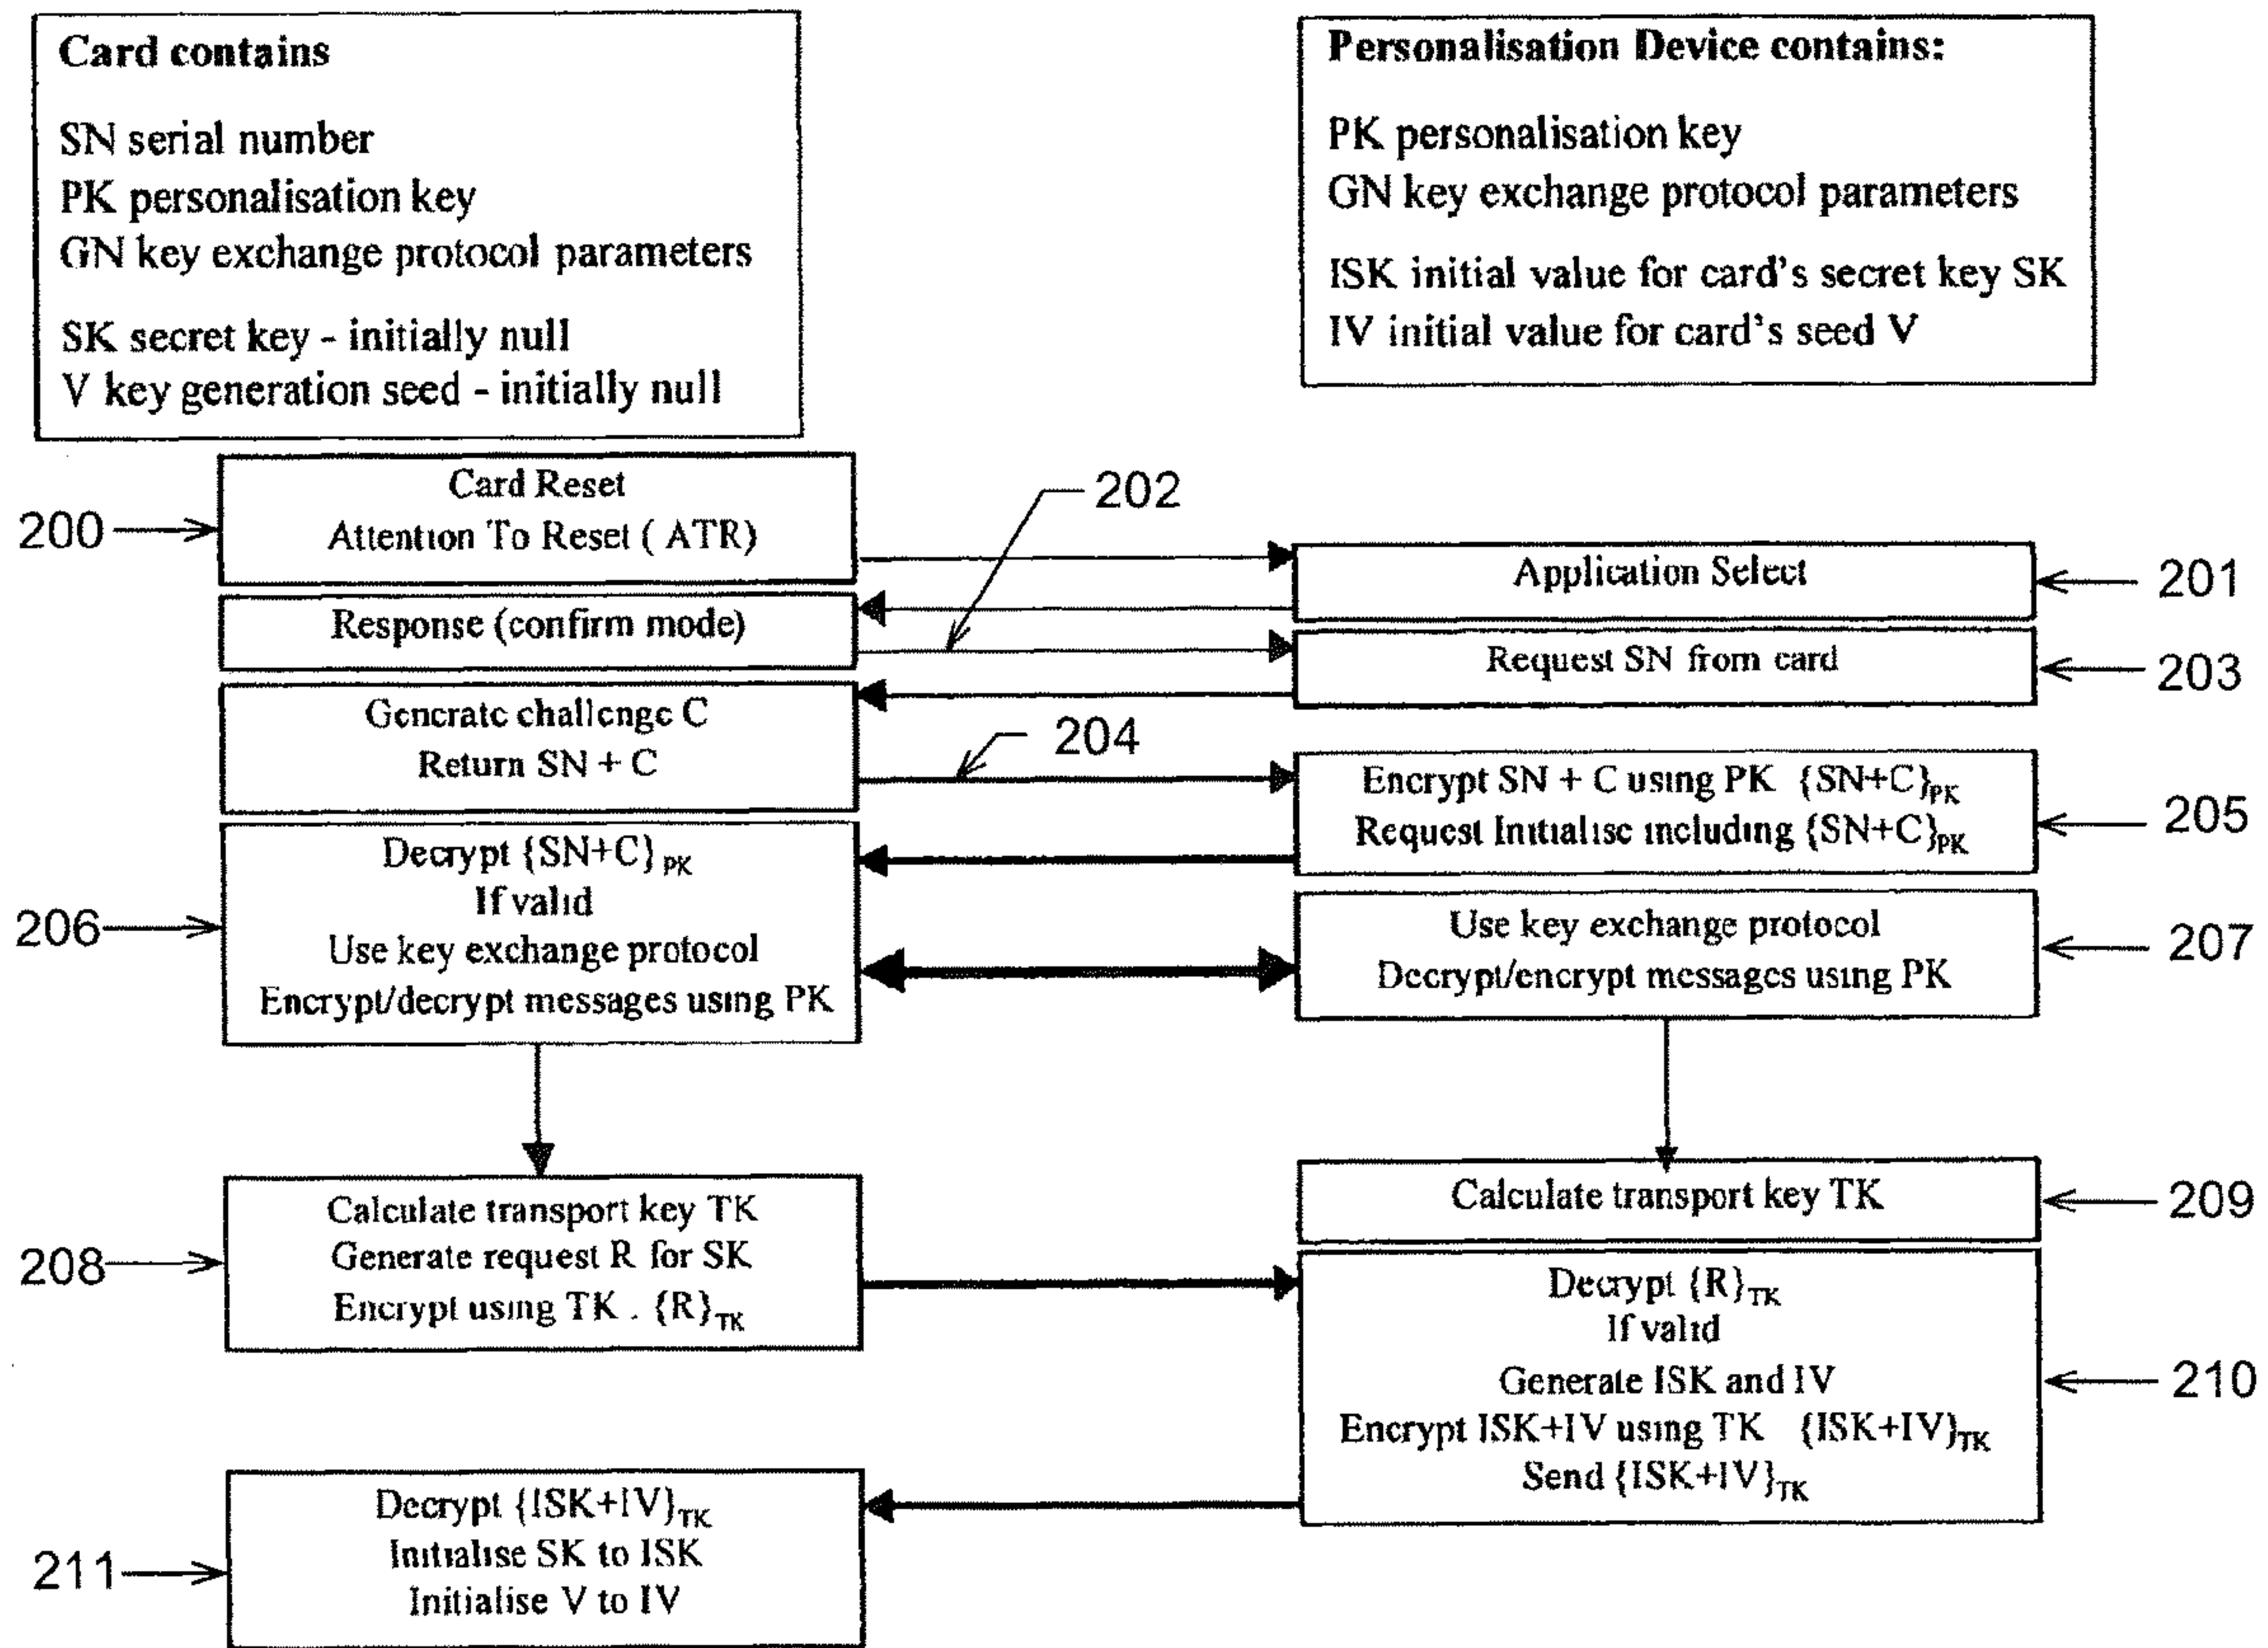 Card contains
SN serial number
PK personalisation key
GN key exchange protocol parameters
SK secret key - initially null
V key generation seed - initially null
Personalisation Device contains:
PK personalisation key
GN key exchange protocol parameters
ISK initial value for card's secret key SK
IV initial value for card's seed V
200
Card Reset
Attention To Reset ( ATR)
202
Application Select
201
Response (confirm mode)
Request SN from card
203
Generate challenge C
Return SN + C
204
Encrypt SN + C using PK {SN+C}PK
Request Initialise including {SN+C}PK
205
206
Decrypt {SN+C} PK
If valid
Use key exchange protocol
Encrypt/decrypt messages using PK
Use key exchange protocol
Decrypt/encrypt messages using PK
207
208
Calculate transport key TK
Generate request R for SK
Encrypt using TK . {R}TK
Calculate transport key TK
209
Decrypt {R}TK
If valid
Generate ISK and IV
Encrypt ISK+IV using TK {ISK+IV}TK
Send {ISK+IV}TK
210
211
Decrypt {ISK+IV}TK
Initialise SK to ISK
Initialise V to IV